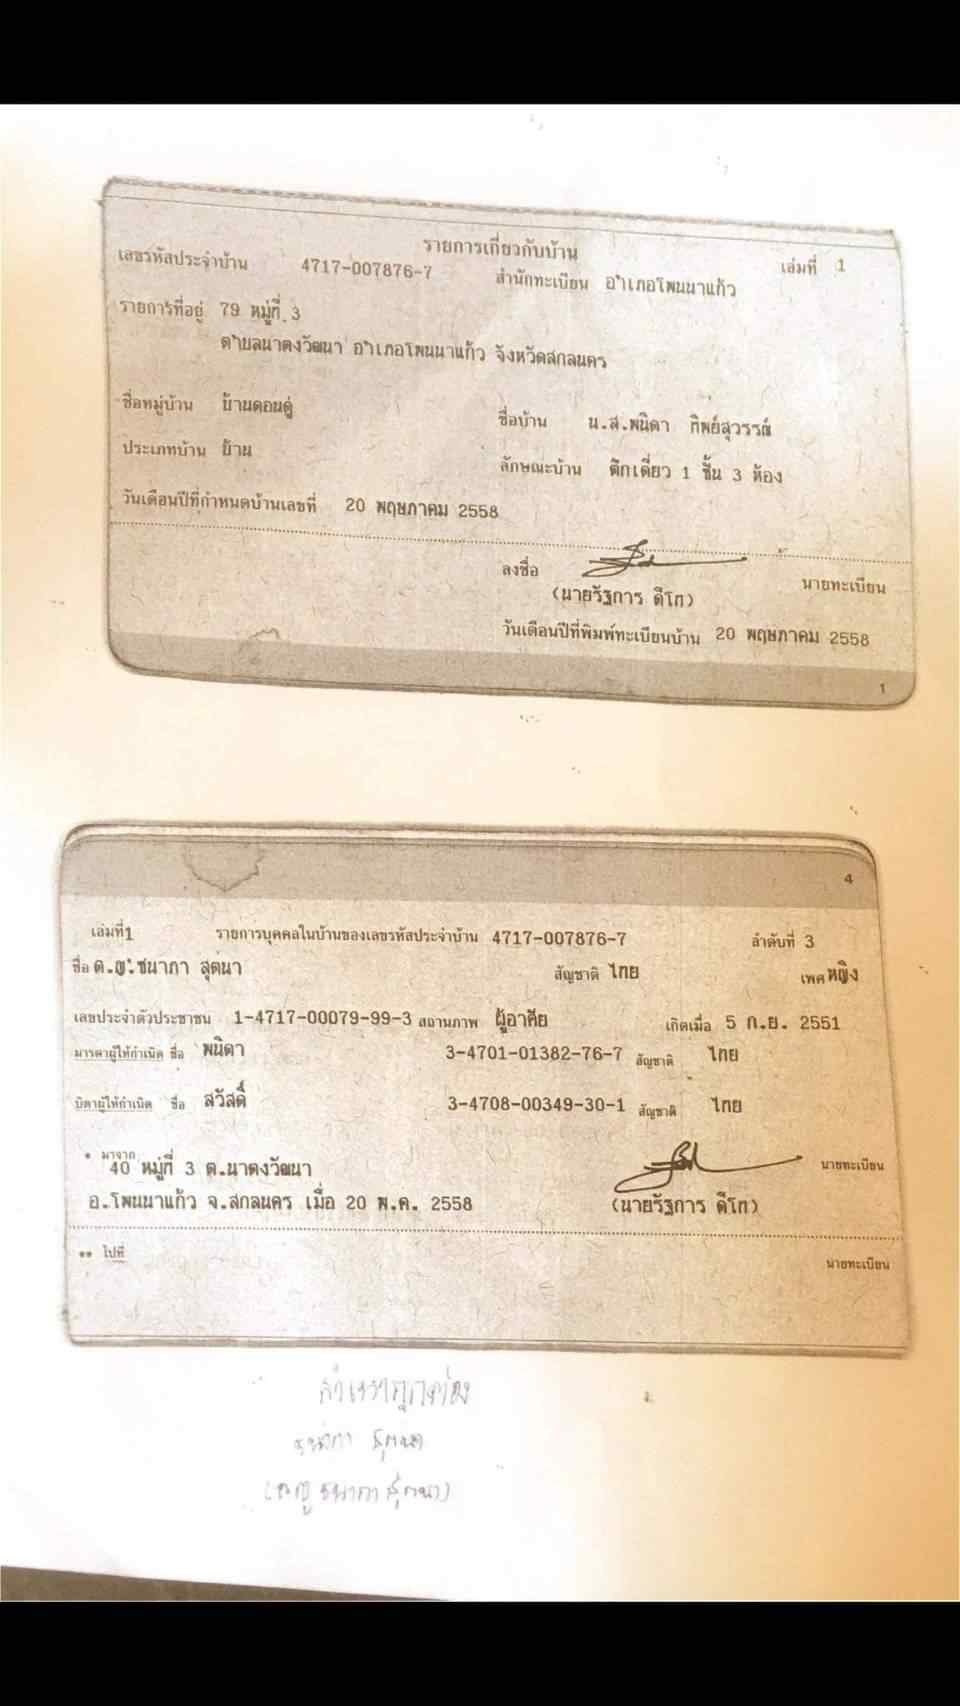 รายการเกี่ยวกับบ้าน
เล่มที่ 1
เลขรหัสประจำบ้าน 4717-007876-7 สำนักทะเบียน อำเภอโพนนาแก้ว
รายการที่อยู่ 79 หมู่ที่ 3
ตำบลนาตงวัฒนา อำเภอโพนนาแก้ว จังหวัดสกลนคร
ชื่อหมู่บ้าน บ้านดอนดู่ ชื่อบ้าน น.ส.พนิดา ทิพย์สุวรรณ์
ประเภทบ้าน บ้าน ลักษณะบ้าน ตึกเดี่ยว 1 ชั้น 3 ห้อง
วันเดือนปีที่กำหนดบ้านเลขที่ 20 พฤษภาคม 2558
ลงชื่อ นายทะเบียน
(นายรัฐการ ดีโก)
วันเดือนปีที่พิมพ์ทะเบียนบ้าน 20 พฤษภาคม 2558
1
4
เล่มที่1 รายการบุคคลในบ้านของเลขรหัสประจำบ้าน 4717-007876-7 ลำดับที่ 3
ชื่อ ด.ญ.ชนาภา สุตนา สัญชาติ ไทย เพศ หญิง
เลขประจำตัวประชาชน 1-4717-00079-99-3 สถานภาพ ผู้อาศัย เกิดเมื่อ 5 ก.ย. 2551
มารดาผู้ให้กำเนิด ชื่อ พนิดา 3-4701-01382-76-7 สัญชาติ ไทย
บิดาผู้ให้กำเนิด ชื่อ สวัสดิ์ 3-4708-00349-30-1 สัญชาติ ไทย
* มาจาก
40 หมู่ที่ 3 ต.นาตงวัฒนา นายทะเบียน
อ.โพนนาแก้ว จ.สกลนคร เมื่อ 20 พ.ค. 2558 (นายรัฐการ ดีโก)
** ไปที่ นายทะเบียน
สำเนาถูกต้อง
ชนาภา สุตนา
ชนาภา สุตนา)